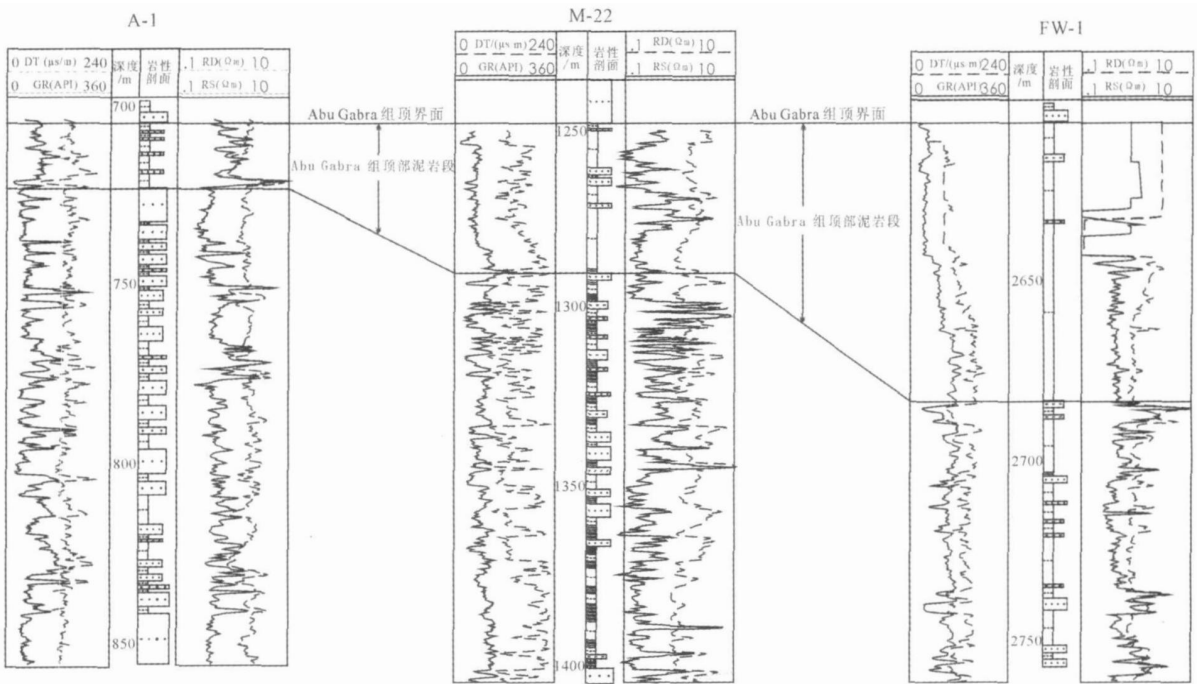 A-1
M-22
FW-1
0 DT (μs/m) 240
0 GR(API) 360
深度
/m
岩性
剖面
.1 RD(Ωm) 10
.1 RS(Ωm) 10
700
750
800
850
Abu Gabra 组顶界面
Abu Gabra 组顶部泥岩段
0 DT/(μs·m) 240
0 GR(API) 360
深度
/m
岩性
剖面
.1 RD(Ωm) 10
.1 RS(Ωm) 10
1250
1300
1350
1400
Abu Gabra 组顶界面
Abu Gabra 组顶部泥岩段
0 DT/(μs·m) 240
0 GR(API) 360
深度
/m
岩性
剖面
.1 RD(Ωm) 10
.1 RS(Ωm) 10
2650
2700
2750